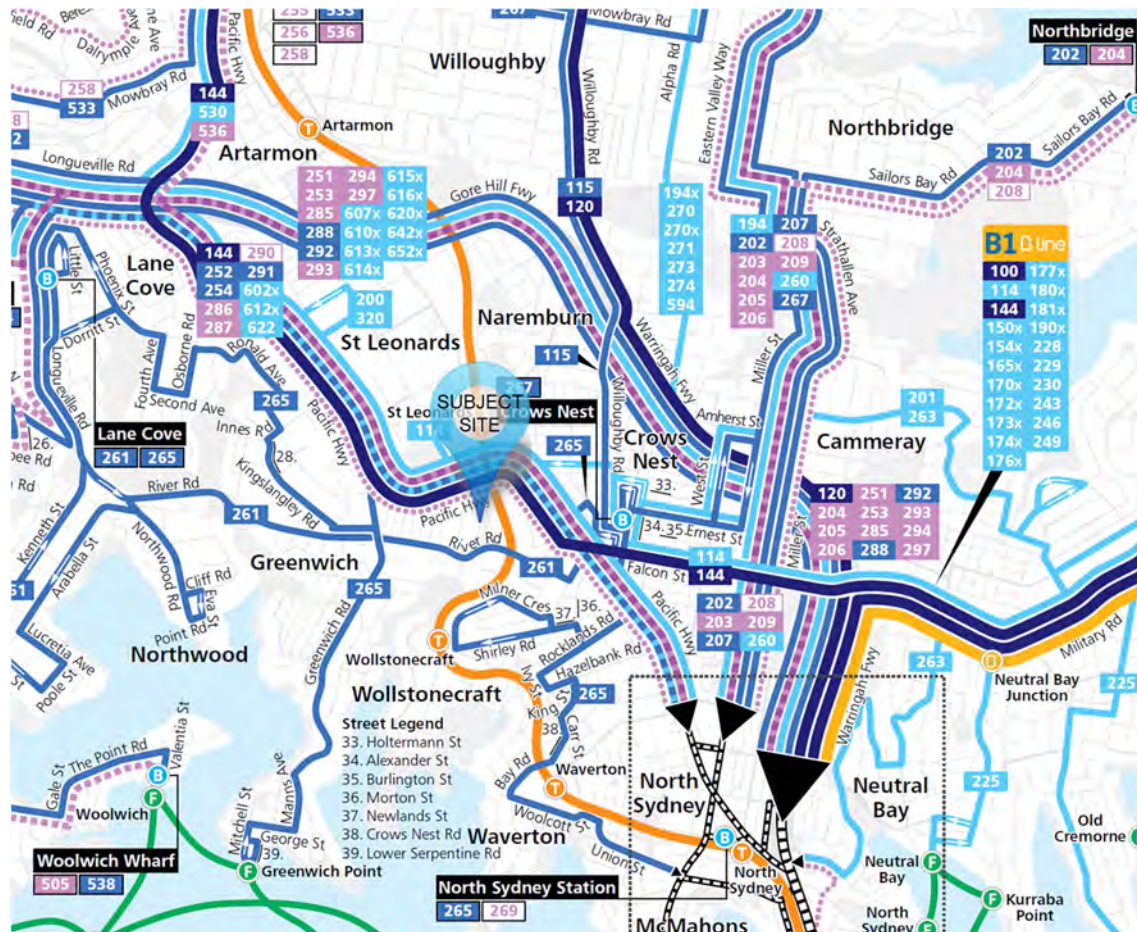 255 533
256 536
258
Dalrymple Ave
Pacific Hwy
258
533
Mowbray Rd
144
530
536
Artarmon
Artarmon
Longueville Rd
Willoughby
267
Mowbray Rd
Willoughby Rd
Alpha Rd
Eastern Valley Way
Northbridge
202 204
Northbridge
Sailors Bay Rd
Sailors Bay Rd
202
204
208
251 294 615x
253 297 616x
285 607x 620x
288 610x 642x
292 613x 652x
293 614x
Gore Hill Fwy
115
120
194x
270
270x
271
273
274
594
194 207
202 208
203 209
204 260
205 267
206
Strathallen Ave
B1 B line
100 177x
114 180x
144 181x
150x 190x
154x 228
165x 229
170x 230
172x 243
173x 246
174x 249
176x
Little St
Phoenix St
Lane
Cove
144 290
252 291
254 602x
286 612x
287 622
200
320
St Leonards
Naremburn
115
Warringah Fwy
Miller St
Dorritt St
Longueville Rd
Fourth Ave
Osborne Rd
Second Ave
Ronald Ave
265
Innes Rd
28.
Kingslangley Rd
Pacific Hwy
SUBJECT
SITE
St Leonards
267
Crows Nest
265
Willoughby Rd
Crows
Nest
Amherst St
West St
33.
34. 35. Ernest St
201
263
Cammeray
26.
Lane Cove
261 265
River Rd
261
Kenneth St
Arabella St
Northwood Rd
Cliff Rd
Eva St
Point Rd
Lucretia Ave
Poole St
Northwood
Greenwich
265
Greenwich Rd
Pacific Hwy
River Rd
261
114
144
Falcon St
Miller St
120 251 292
204 253 293
205 285 294
206 288 297
Milner Cres
37.
36.
Shirley Rd
Rocklands Rd
Hazelbank Rd
Wollstonecraft
Wollstonecraft
Ivy St
King St
38.
Carr St
265
Pacific Hwy
202 208
203 209
207 260
Warringah Fwy
263
Military Rd
Neutral Bay
Junction
225
225
Street Legend
33. Holtermann St
34. Alexander St
35. Burlington St
36. Morton St
37. Newlands St
38. Crows Nest Rd
39. Lower Serpentine Rd
The Point Rd
Valentia St
Gale St
Woolwich
Woolwich Wharf
505 538
Manns Ave
Mitchell St
George St
39.
Greenwich Point
Bay Rd
Waverton
Woolcott St
Waverton
Union St
North
Sydney
North
Sydney
North Sydney Station
265 269
McMahons
Neutral
Bay
Neutral
Bay
Old
Cremorne
Kurraba
Point
North
Sydney